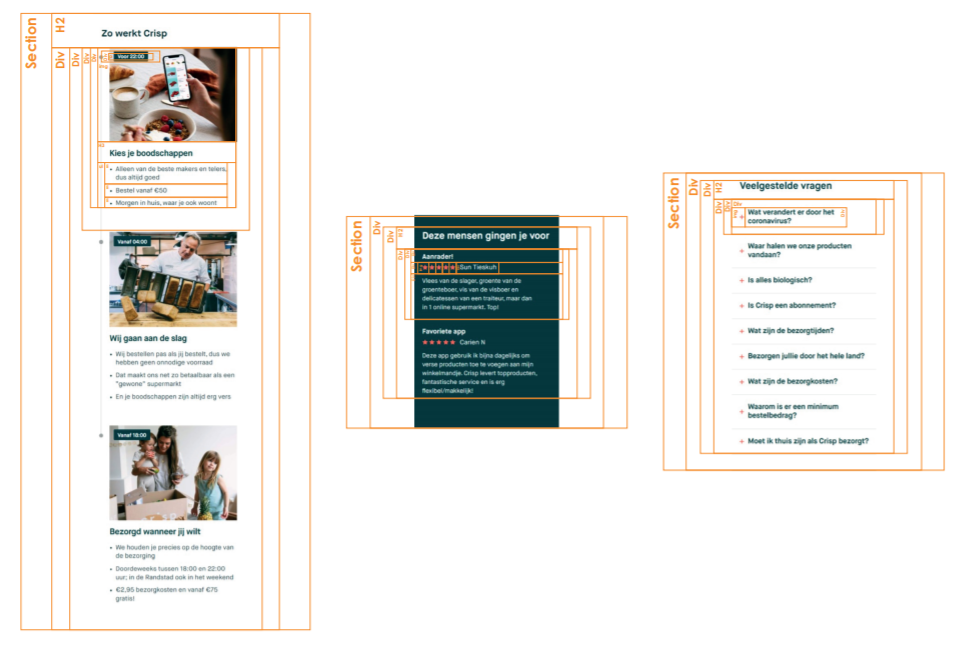 Section
H2
Zo werkt Crisp
Div
Div
Div
Div
Voor 22:00
Kies je boodschappen
• Alleen van de beste makers en telers, dus altijd goed
• Bestel vanaf €50
• Morgen in huis, waar je ook woont
Vanaf 04:00
Wij gaan aan de slag
• Wij bestellen pas als jij bestelt, dus we
hebben geen onnodige voorraad
• Dat maakt ons net zo betaalbaar als een
"gewone" supermarkt
• En je boodschappen zijn altijd erg vers
Vanaf 18:00
Bezorgd wanneer jij wilt
• We houden je precies op de hoogte van
de bezorging
• Doordeweeks tussen 18:00 en 22:00
uur; in de Randstad ook in het weekend
• €2,95 bezorgkosten en vanaf €75
gratis!
Section
Div
Div
H2
Deze mensen gingen je voor
Div
Div
Aanrader!
★★★★★ Sun Tieskuh
Vlees van de slager, groente van de
groenteboer, vis van de visboer en
delicatessen van een traiteur, maar dan
in 1 online supermarkt. Top!
Favoriete app
★★★★★ Carien N
Deze app gebruik ik bijna dagelijks om
verse producten toe te voegen aan mijn
winkelmandje. Crisp levert topproducten,
fantastische service en is erg
flexibel/makkelijk!
Section
Div
Div
H2
Veelgestelde vragen
Div
Div
Div
+ Wat verandert er door het
coronavirus?
+ Waar halen we onze producten
vandaan?
+ Is alles biologisch?
+ Is Crisp een abonnement?
+ Wat zijn de bezorgtijden?
+ Bezorgen jullie door het hele land?
+ Wat zijn de bezorgkosten?
+ Waarom is er een minimum
bestelbedrag?
+ Moet ik thuis zijn als Crisp bezorgt?